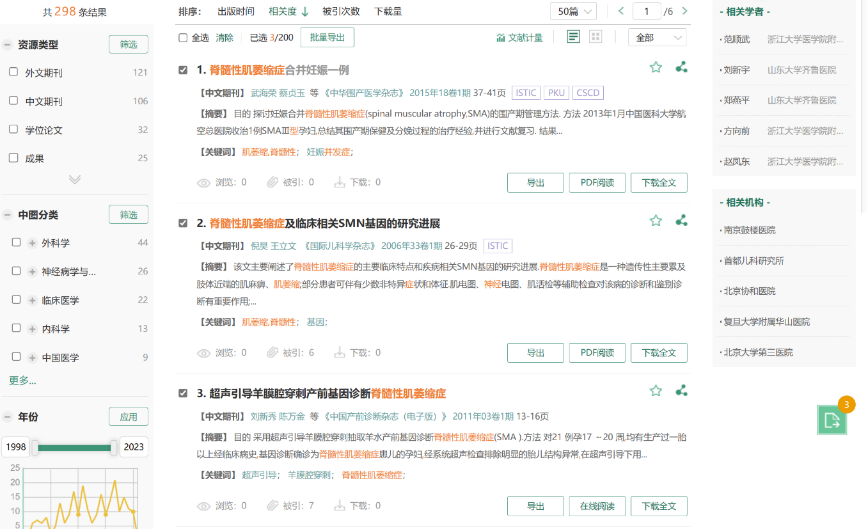 共 298 条结果
排序： 出版时间 相关度 被引次数 下载量 50篇 1 /6
全选 清除 已选 3/200 批量导出 文献计量 全部
资源类型 筛选
外文期刊 121
中文期刊 106
学位论文 32
成果 25
中图分类 筛选
外科学 44
神经病学与... 26
临床医学 22
内科学 13
中国医学 9
更多...
年份 应用
1998 2023
25
20
15
10
5
1. 脊髓性肌萎缩症合并妊娠一例
【中文期刊】 武海荣 蔡贞玉 等 《中华围产医学杂志》 2015年18卷1期 37-41页 ISTIC PKU CSCD
【摘要】 目的 探讨妊娠合并脊髓性肌萎缩症(spinal muscular atrophy,SMA)的围产期管理方法. 方法 2013年1月中国医科大学航
空总医院收治1例SMAⅢ型孕妇,总结其围产期保健及分娩过程的治疗经验,并进行文献复习. 结果...
【关键词】 肌萎缩,脊髓性； 妊娠并发症；
浏览：0 被引：0 下载：0 导出 PDF阅读 下载全文
2. 脊髓性肌萎缩症及临床相关SMN基因的研究进展
【中文期刊】 倪炅 王立文 《国际儿科学杂志》 2006年33卷1期 26-29页 ISTIC
【摘要】 该文主要阐述了脊髓性肌萎缩症的主要临床特点和疾病相关SMN基因的研究进展.脊髓性肌萎缩症是一种遗传性主要累及
肢体近端的肌麻痹、肌萎缩;部分患者可伴有少数非特异症状和体征.肌电图、神经电图、肌活检等辅助检查对该病的诊断和鉴别诊
断有重要作用;...
【关键词】 肌萎缩,脊髓性； 基因；
浏览：0 被引：6 下载：0 导出 PDF阅读 下载全文
3. 超声引导羊膜腔穿刺产前基因诊断脊髓性肌萎缩症
【中文期刊】 刘新秀 陈万金 等 《中国产前诊断杂志（电子版）》 2011年03卷1期 13-16页
【摘要】 目的 采用超声引导羊膜腔穿刺抽取羊水产前基因诊断脊髓性肌萎缩症(SMA ).方法 对21 例孕17 ~ 20 周,均有生产过一胎
以上经临床病史,基因诊断确诊为脊髓性肌萎缩症患儿的孕妇,经系统超声检查排除明显的胎儿结构异常,在超声引导下用...
【关键词】 超声引导； 羊膜腔穿刺； 脊髓性肌萎缩症；
浏览：0 被引：7 下载：0 导出 在线阅读 下载全文
- 相关学者 -
·范顺武 浙江大学医学院附...
·刘新宇 山东大学齐鲁医院
·郑燕平 山东大学齐鲁医院
·方向前 浙江大学医学院附...
·赵凤东 浙江大学医学院附...
- 相关机构 -
·南京鼓楼医院
·首都儿科研究所
·北京协和医院
·复旦大学附属华山医院
·北京大学第三医院
3